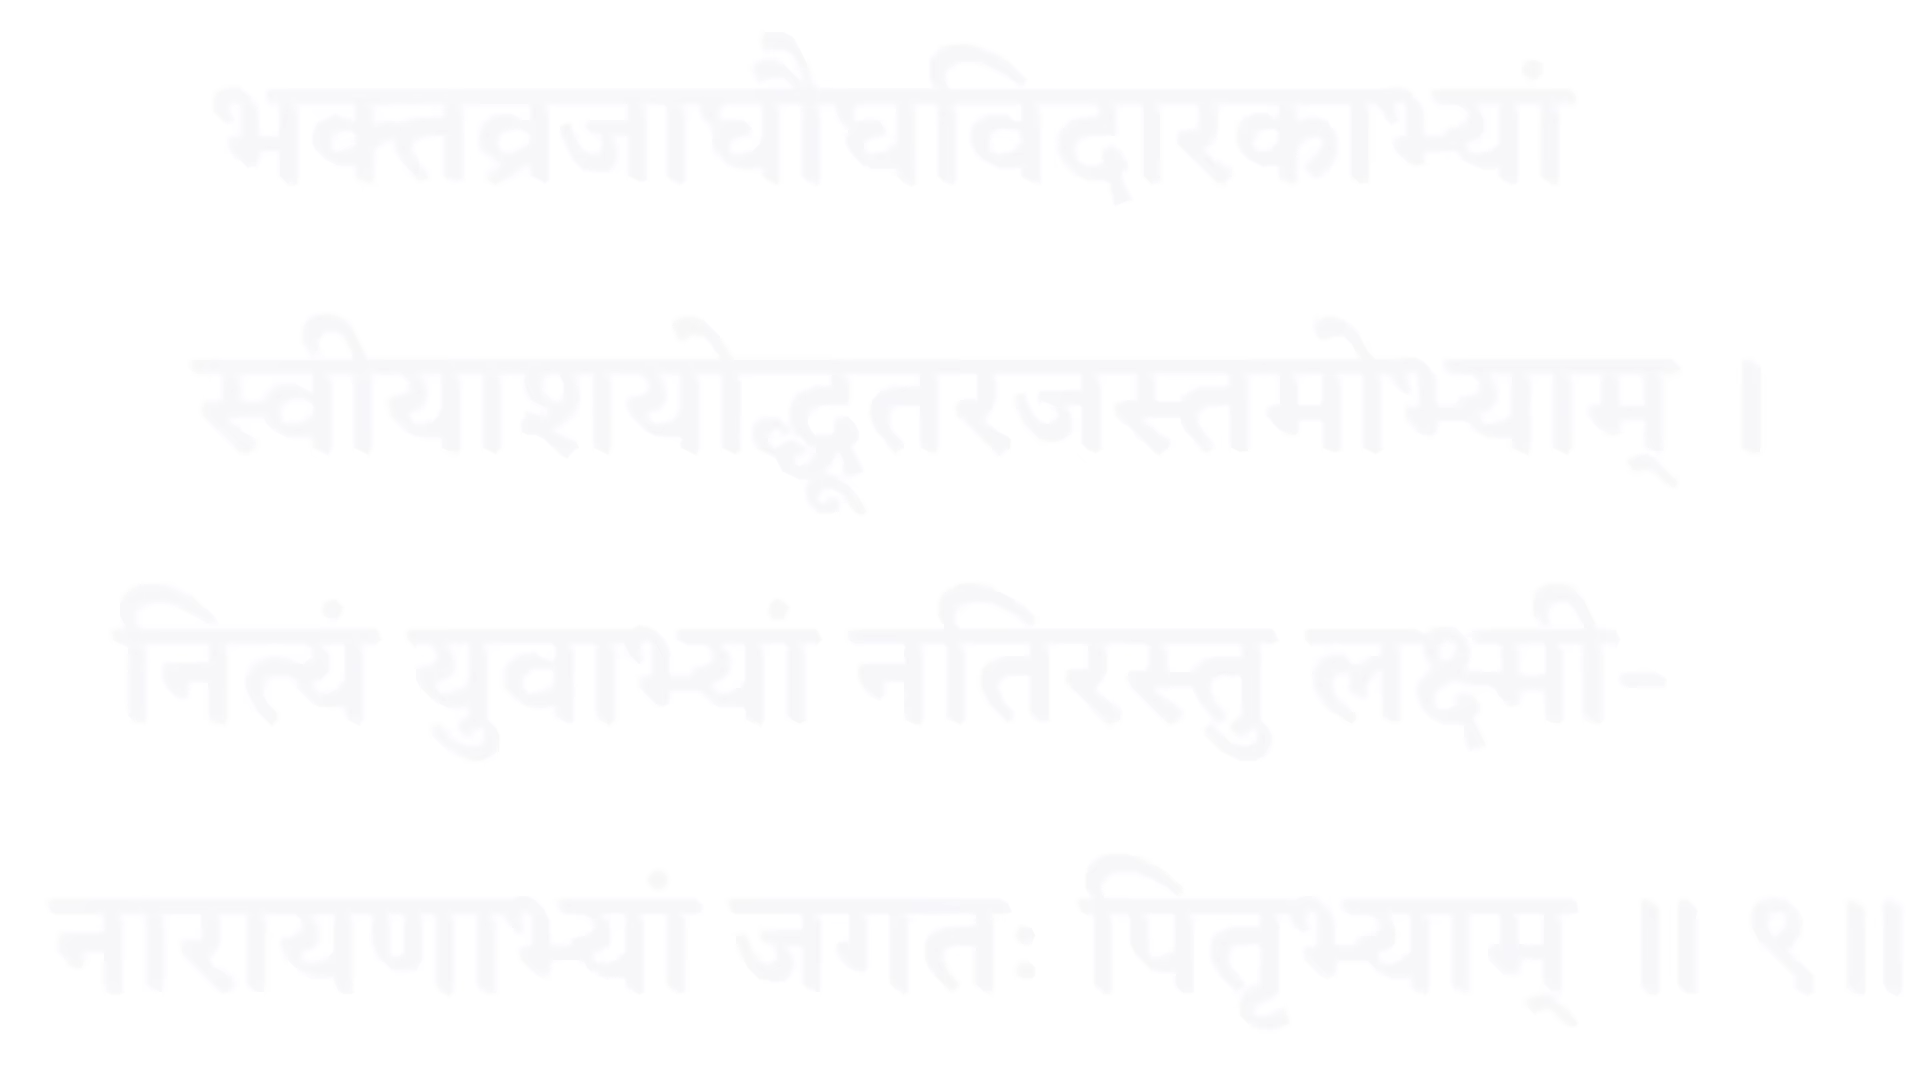 भक्तव्रजाघौघविदारकाभ्यां
स्वीयाशयोद्धूतरजस्तमोभ्याम् ।
नित्यं युवाभ्यां नतिरस्तु लक्ष्मी-
नारायणाभ्यां जगतः पितृभ्याम् ॥ १॥